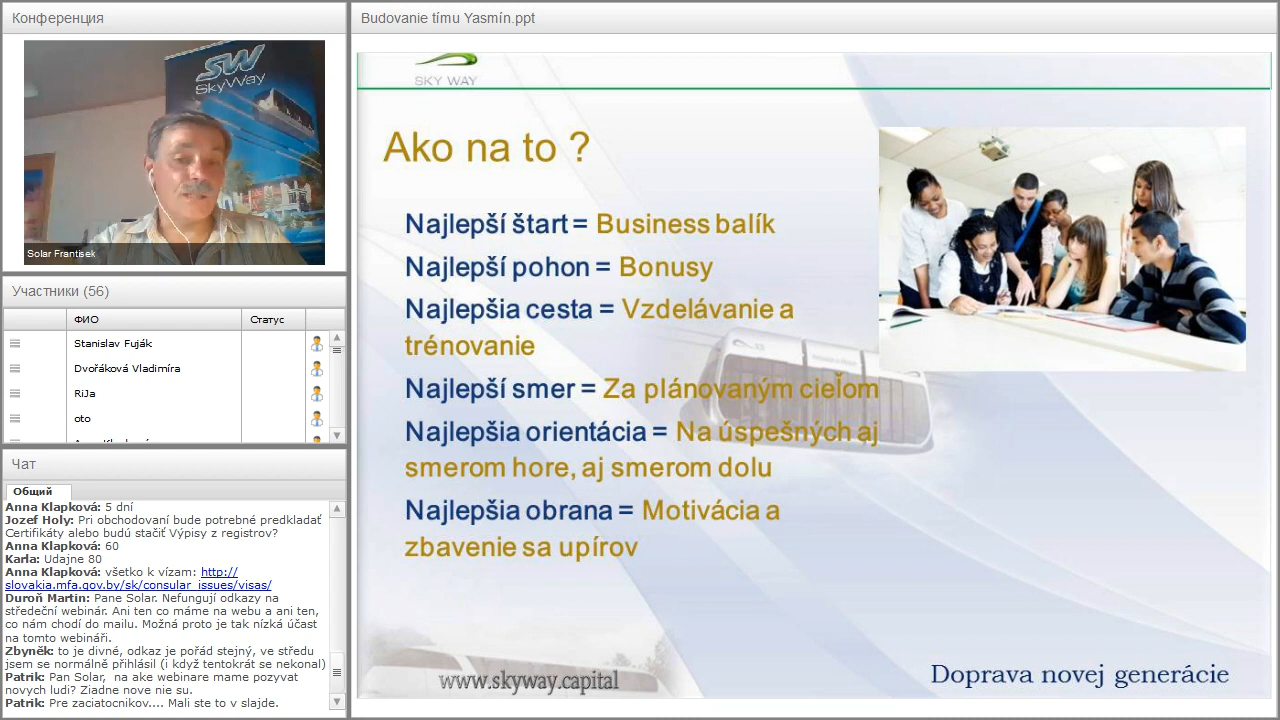 Конференция
SW
SkyWay
Solar Frantisek
Участники (56)
ФИО
Статус
Stanislav Fuják
Dvořáková Vladimíra
RiJa
oto
Чат
Общий
Anna Klapková: 5 dní
Jozef Holy: Pri obchodovaní bude potrebné predkladať
Certifikáty alebo budú stačiť Výpisy z registrov?
Anna Klapková: 60
Karla: Udajne 80
Anna Klapková: všetko k vízam: http://
slovakia.mfa.gov.by/sk/consular_issues/visas/
Duroň Martin: Pane Solar. Nefungují odkazy na
středeční webinár. Ani ten co máme na webu a ani ten,
co nám chodí do mailu. Možná proto je tak nízká účast
na tomto webináři.
Zbyněk: to je divné, odkaz je pořád stejný, ve středu
jsem se normálně přihlásil (i když tentokrát se nekonal)
Patrik: Pan Solar,  na ake webinare mame pozyvat
novych ludi? Ziadne nove nie su.
Patrik: Pre zaciatocnikov.... Mali ste to v slajde.
Budovanie tímu Yasmín.ppt
SKY WAY
Ako na to ?
Najlepší štart = Business balík
Najlepší pohon = Bonusy
Najlepšia cesta = Vzdelávanie a
trénovanie
Najlepší smer = Za plánovaným cieľom
Najlepšia orientácia = Na úspešných aj
smerom hore, aj smerom dolu
Najlepšia obrana = Motivácia a
zbavenie sa upírov
www.skyway.capital
Doprava novej generácie